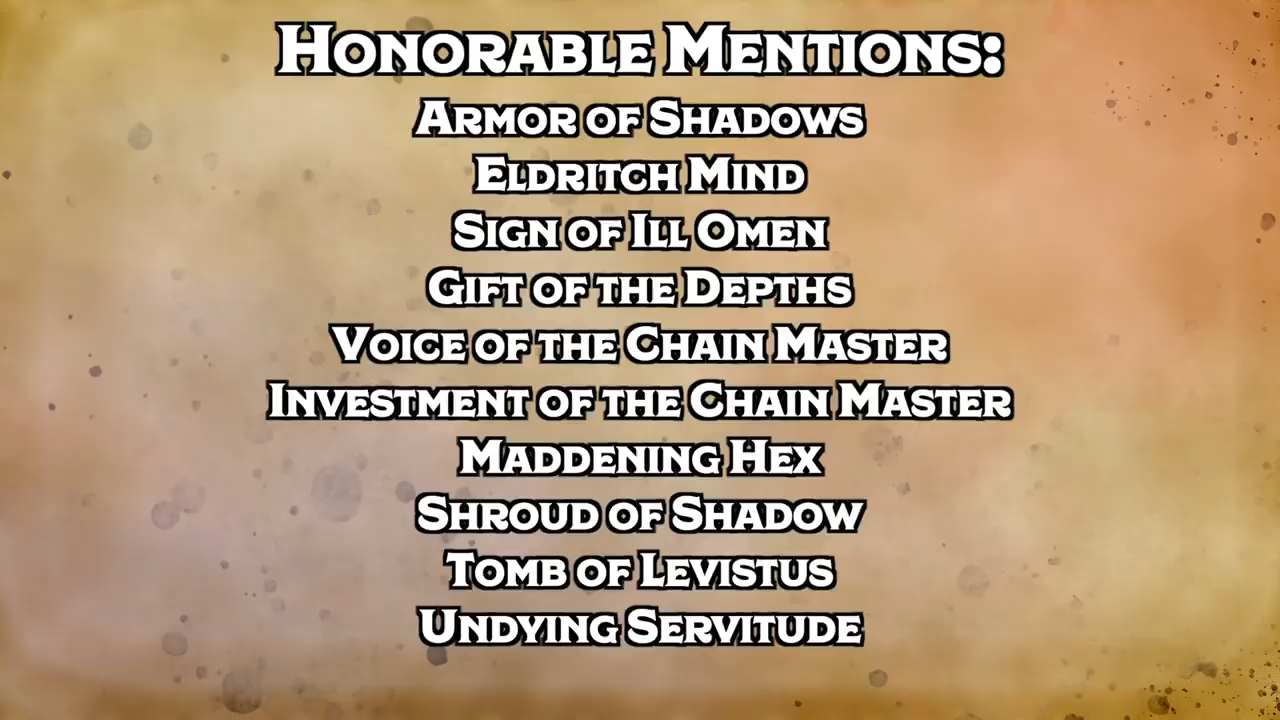 Honorable Mentions:
Armor of Shadows
Eldritch Mind
Sign of Ill Omen
Gift of the Depths
Voice of the Chain Master
Investment of the Chain Master
Maddening Hex
Shroud of Shadow
Tomb of Levistus
Undying Servitude